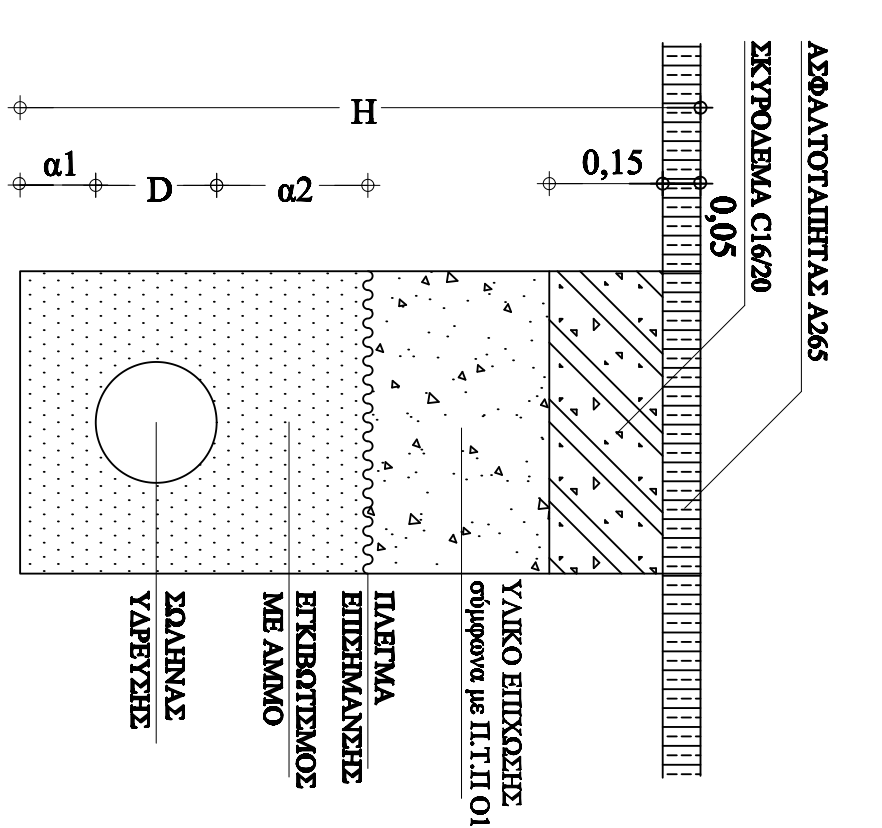 ΑΣΦΑΛΤΟΤΑΠΗΤΑΣ Α265
ΣΚΥΡΟΔΕΜΑ C16/20
0,05
0,15
H
α2
D
α1
ΥΛΙΚΟ ΕΠΙΧΩΣΗΣ
σύμφωνα με Π.Τ.Π
ΠΛΕΓΜΑ
ΕΠΙΣΗΜΑΝΣΗΣ
ΕΓΚΙΒΩΤΙΣΜΟΣ
ΜΕ ΑΜΜΟ
ΣΩΛΗΝΑΣ
ΥΔΡΕΥΣΗΣ